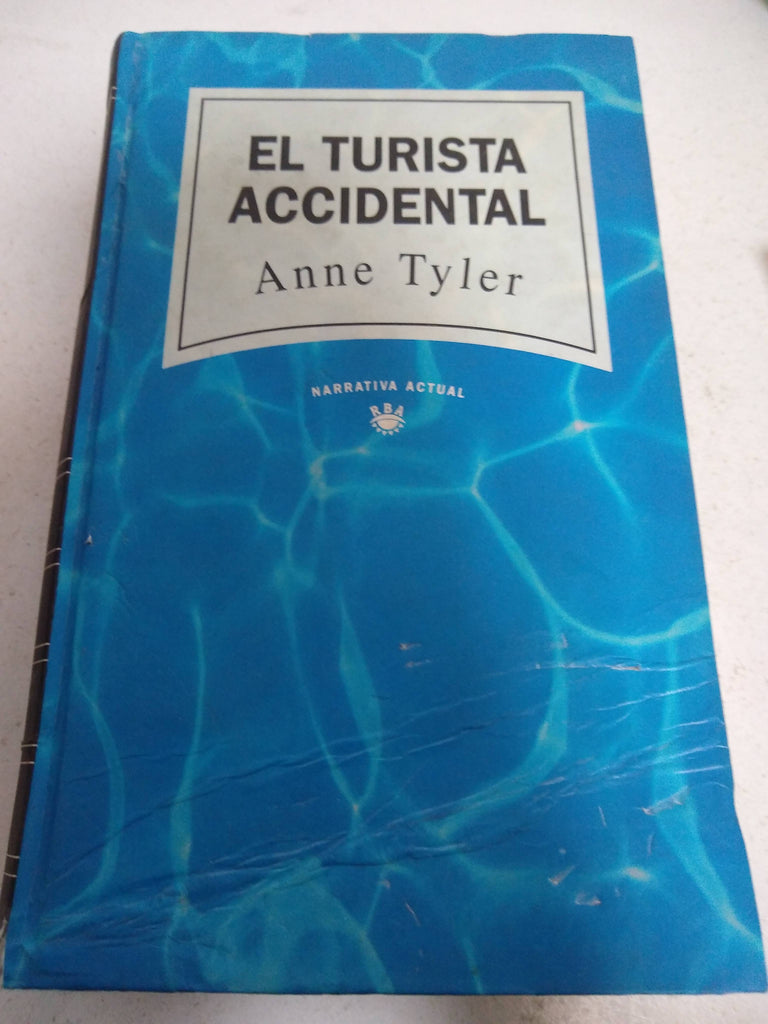 EL TURISTA
ACCIDENTAL
Anne Tyler
NARRATIVA ACTUAL
RBA